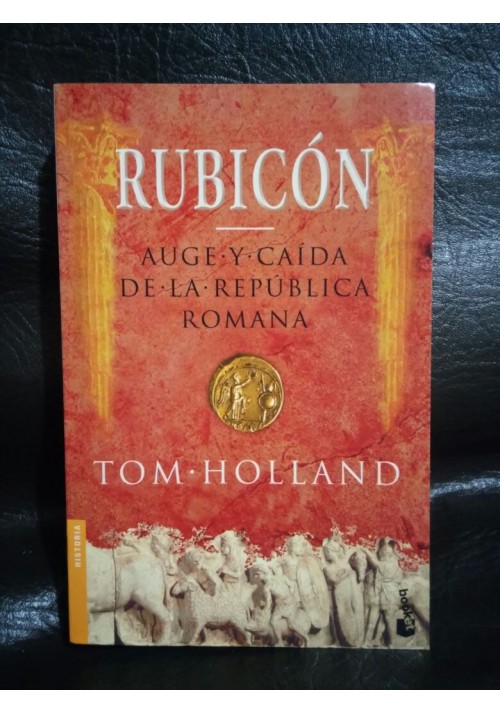 RUBICÓN
AUGE·Y·CAÍDA
DE·LA·REPÚBLICA
ROMANA
TOM·HOLLAND
HISTORIA
booket